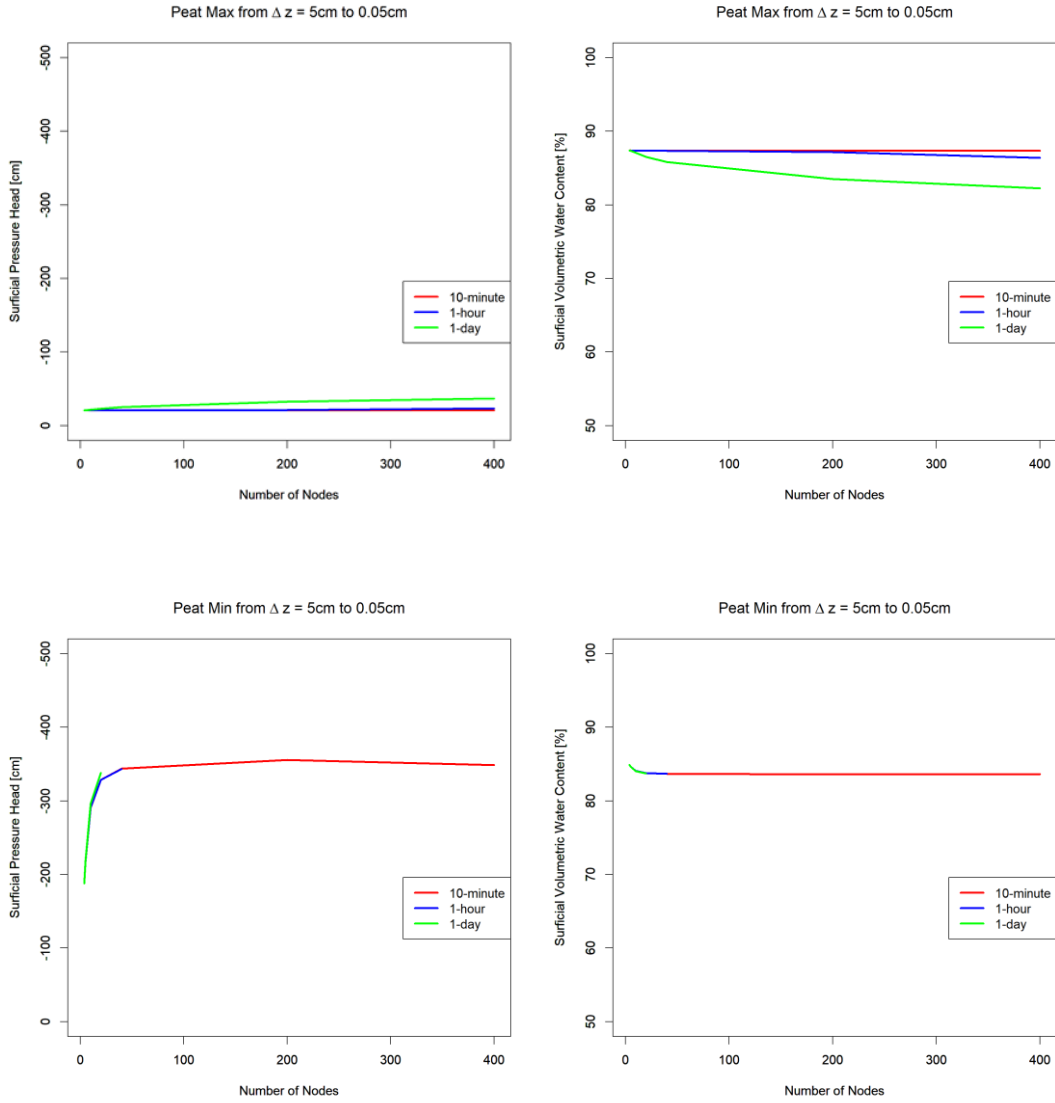 Peat Max from Δ z = 5cm to 0.05cm
Surficial Pressure Head [cm]
-500
-400
-300
-200
-100
0
10-minute
1-hour
1-day
0 100 200 300 400
Number of Nodes
Peat Max from Δ z = 5cm to 0.05cm
Surficial Volumetric Water Content [%]
100
90
80
70
60
50
10-minute
1-hour
1-day
0 100 200 300 400
Number of Nodes
Peat Min from Δ z = 5cm to 0.05cm
Surficial Pressure Head [cm]
-500
-400
-300
-200
-100
0
10-minute
1-hour
1-day
0 100 200 300 400
Number of Nodes
Peat Min from Δ z = 5cm to 0.05cm
Surficial Volumetric Water Content [%]
100
90
80
70
60
50
10-minute
1-hour
1-day
0 100 200 300 400
Number of Nodes